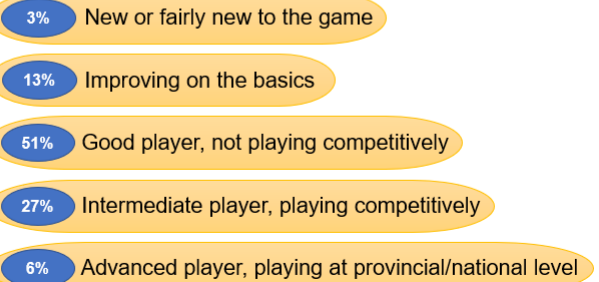 3% New or fairly new to the game
13% Improving on the basics
51% Good player, not playing competitively
27% Intermediate player, playing competitively
6% Advanced player, playing at provincial/national level